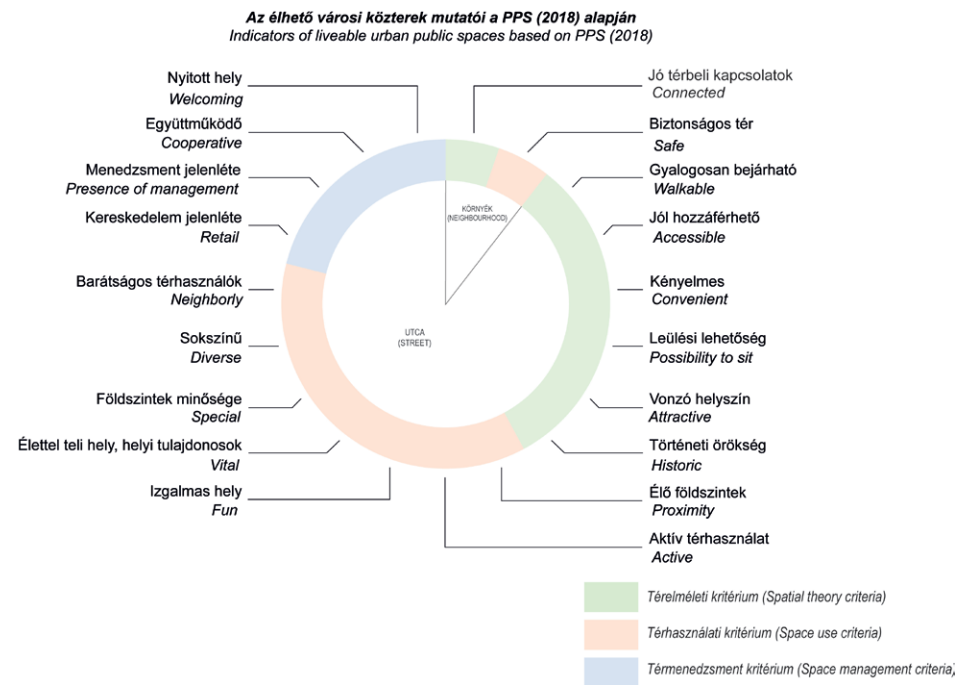 Az élhető városi közterek mutatói a PPS (2018) alapján
Indicators of liveable urban public spaces based on PPS (2018)
Nyitott hely
Welcoming
Együttműködő
Cooperative
Menedzsment jelenléte
Presence of management
Kereskedelem jelenléte
Retail
Barátságos térhasználók
Neighborly
Sokszínű
Diverse
Földszintek minősége
Special
Élettel teli hely, helyi tulajdonosok
Vital
Izgalmas hely
Fun
Jó térbeli kapcsolatok
Connected
Biztonságos tér
Safe
Gyalogosan bejárható
Walkable
Jól hozzáférhető
Accessible
Kényelmes
Convenient
Leülési lehetőség
Possibility to sit
Vonzó helyszín
Attractive
Történeti örökség
Historic
Élő földszintek
Proximity
Aktív térhasználat
Active
KÖRNYÉK
(NEIGHBOURHOOD)
UTCA
(STREET)
Térelméleti kritérium (Spatial theory criteria)
Térhasználati kritérium (Space use criteria)
Térmenedzsment kritérium (Space management criteria)